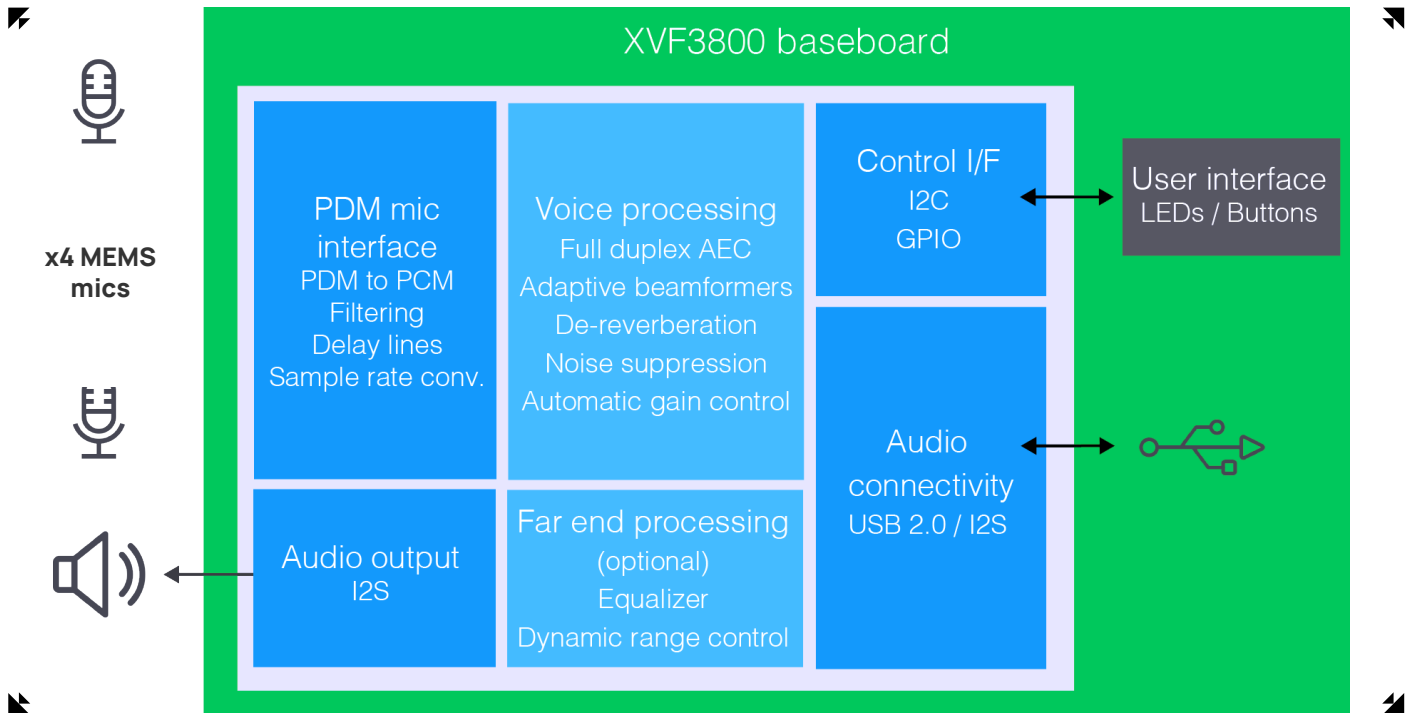 XVF3800 baseboard
x4 MEMS
mics
PDM mic
interface
PDM to PCM
Filtering
Delay lines
Sample rate conv.
Voice processing
Full duplex AEC
Adaptive beamformers
De-reverberation
Noise suppression
Automatic gain control
Control I/F
I2C
GPIO
User interface
LEDs / Buttons
Audio
connectivity
USB 2.0 / I2S
Audio output
I2S
Far end processing
(optional)
Equalizer
Dynamic range control